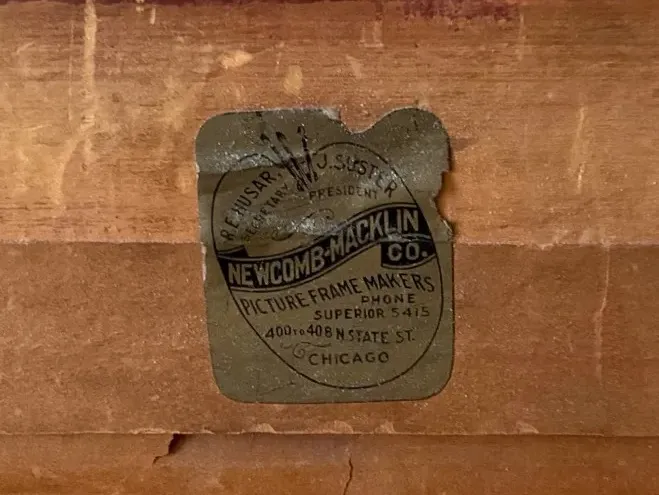 R.E. HUSAR, J. SUSTER
SECRETARY PRESIDENT
NEWCOMB-MACKLIN
CO.
PICTURE FRAME MAKERS
PHONE
SUPERIOR 5415
400 TO 408 N STATE ST.
CHICAGO